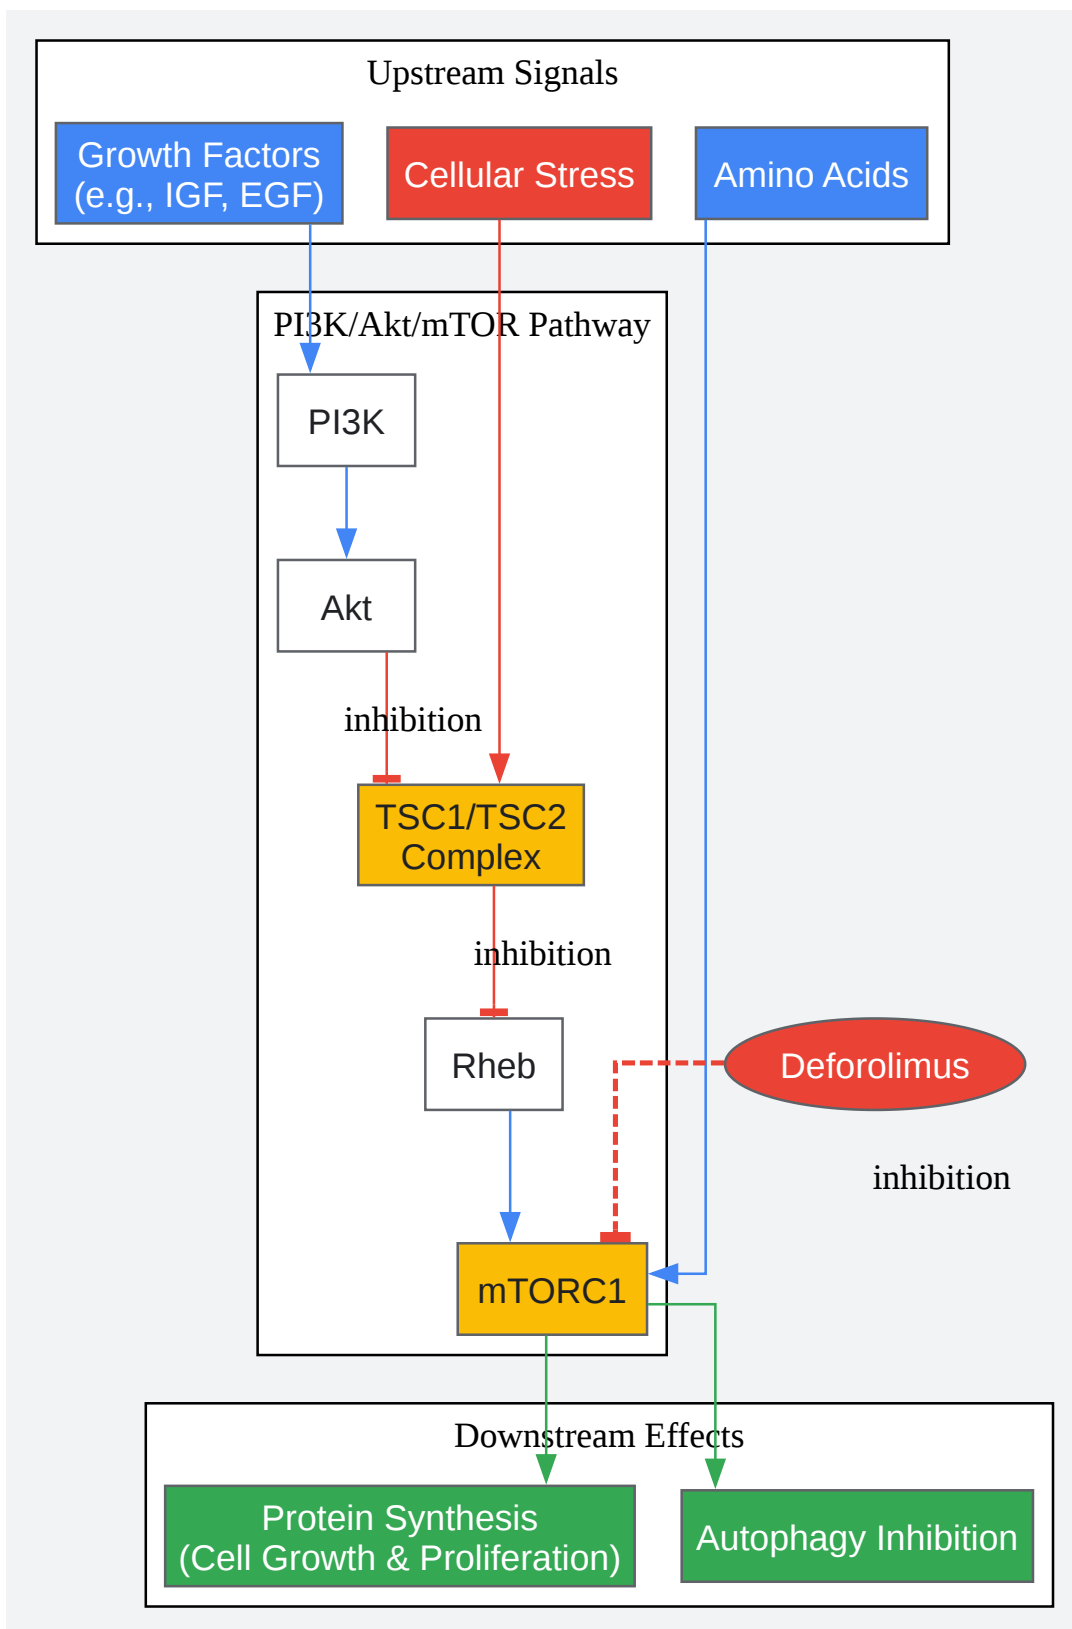 Upstream Signals
Growth Factors
(e.g., IGF, EGF)
Cellular Stress
Amino Acids
PI3K/Akt/mTOR Pathway
PI3K
Akt
inhibition
TSC1/TSC2
Complex
inhibition
Rheb
Deforolimus
inhibition
mTORC1
Downstream Effects
Protein Synthesis
(Cell Growth & Proliferation)
Autophagy Inhibition